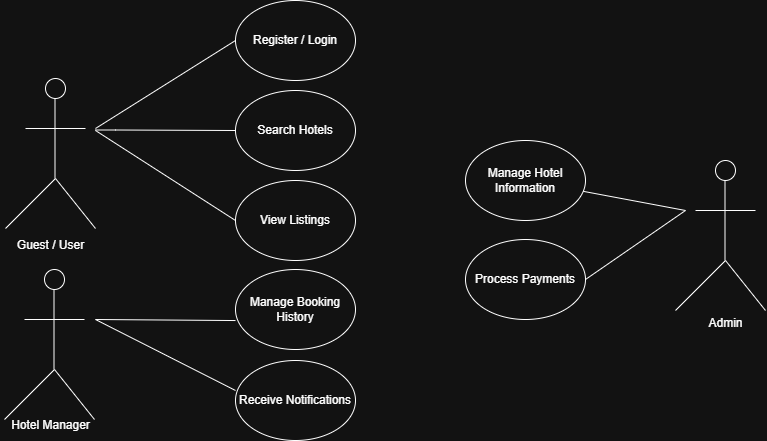 Register / Login
Search Hotels
View Listings
Guest / User
Manage Booking
History
Receive Notifications
Hotel Manager
Manage Hotel
Information
Process Payments
Admin